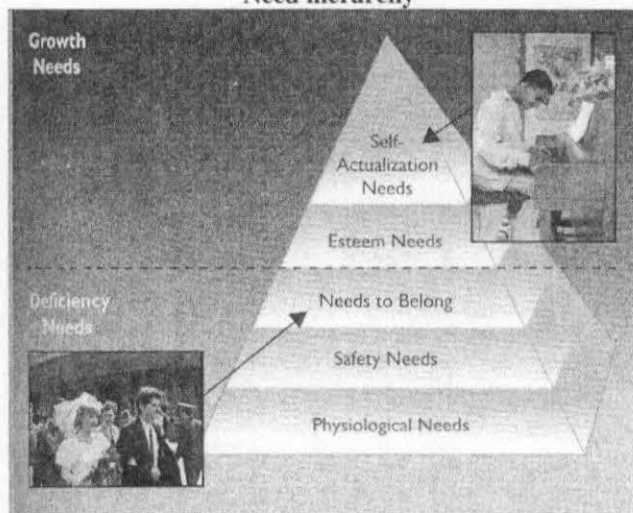 Need hierarchy
Growth
Needs
Self-
Actualization
Needs
Esteem Needs
Deficiency
Needs
Needs to Belong
Safety Needs
Physiological Needs